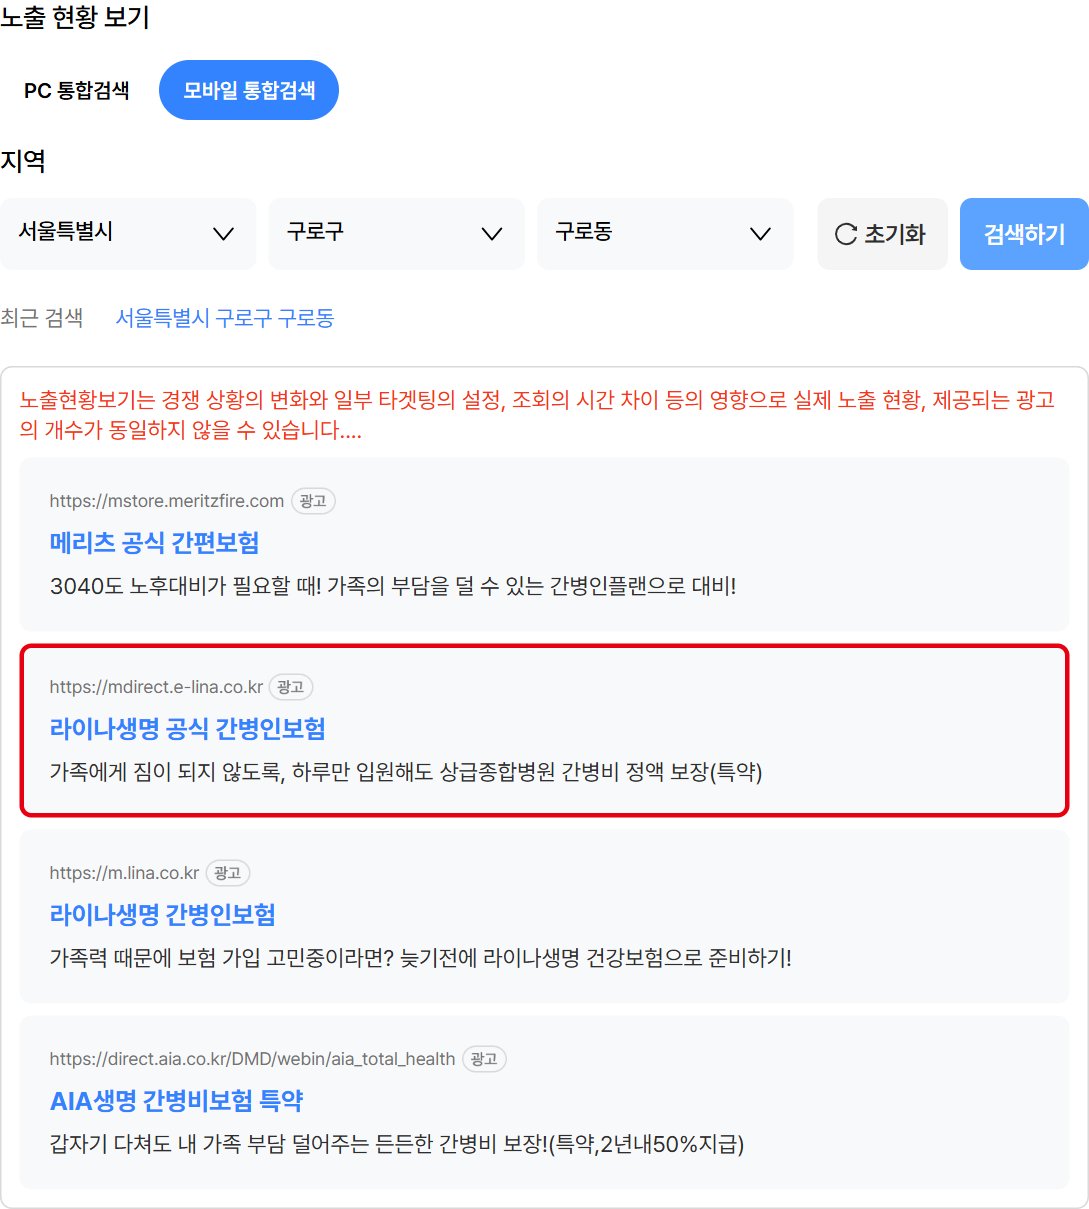 노출 현황 보기
PC 통합검색 모바일 통합검색
지역
서울특별시 구로구 구로동 초기화 검색하기
최근 검색 서울특별시 구로구 구로동
노출현황보기는 경쟁 상황의 변화와 일부 타겟팅의 설정, 조회의 시간 차이 등의 영향으로 실제 노출 현황, 제공되는 광고
의 개수가 동일하지 않을 수 있습니다....
https://mstore.meritzfire.com 광고
메리츠 공식 간편보험
3040도 노후대비가 필요할 때! 가족의 부담을 덜 수 있는 간병인플랜으로 대비!
https://mdirect.e-lina.co.kr 광고
라이나생명 공식 간병인보험
가족에게 짐이 되지 않도록, 하루만 입원해도 상급종합병원 간병비 정액 보장(특약)
https://m.lina.co.kr 광고
라이나생명 간병인보험
가족력 때문에 보험 가입 고민중이라면? 늦기전에 라이나생명 건강보험으로 준비하기!
https://direct.aia.co.kr/DMD/webin/aia_total_health 광고
AIA생명 간병비보험 특약
갑자기 다쳐도 내 가족 부담 덜어주는 든든한 간병비 보장!(특약,2년내50%지급)